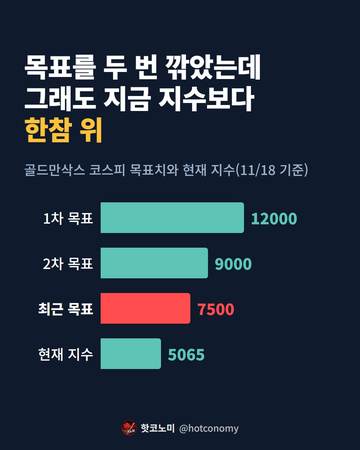 목표를 두 번 깎았는데
그래도 지금 지수보다
한참 위
골드만삭스 코스피 목표치와 현재 지수(11/18 기준)
1차 목표 12000
2차 목표 9000
최근 목표 7500
현재 지수 5065
핫코노미 @hotconomy